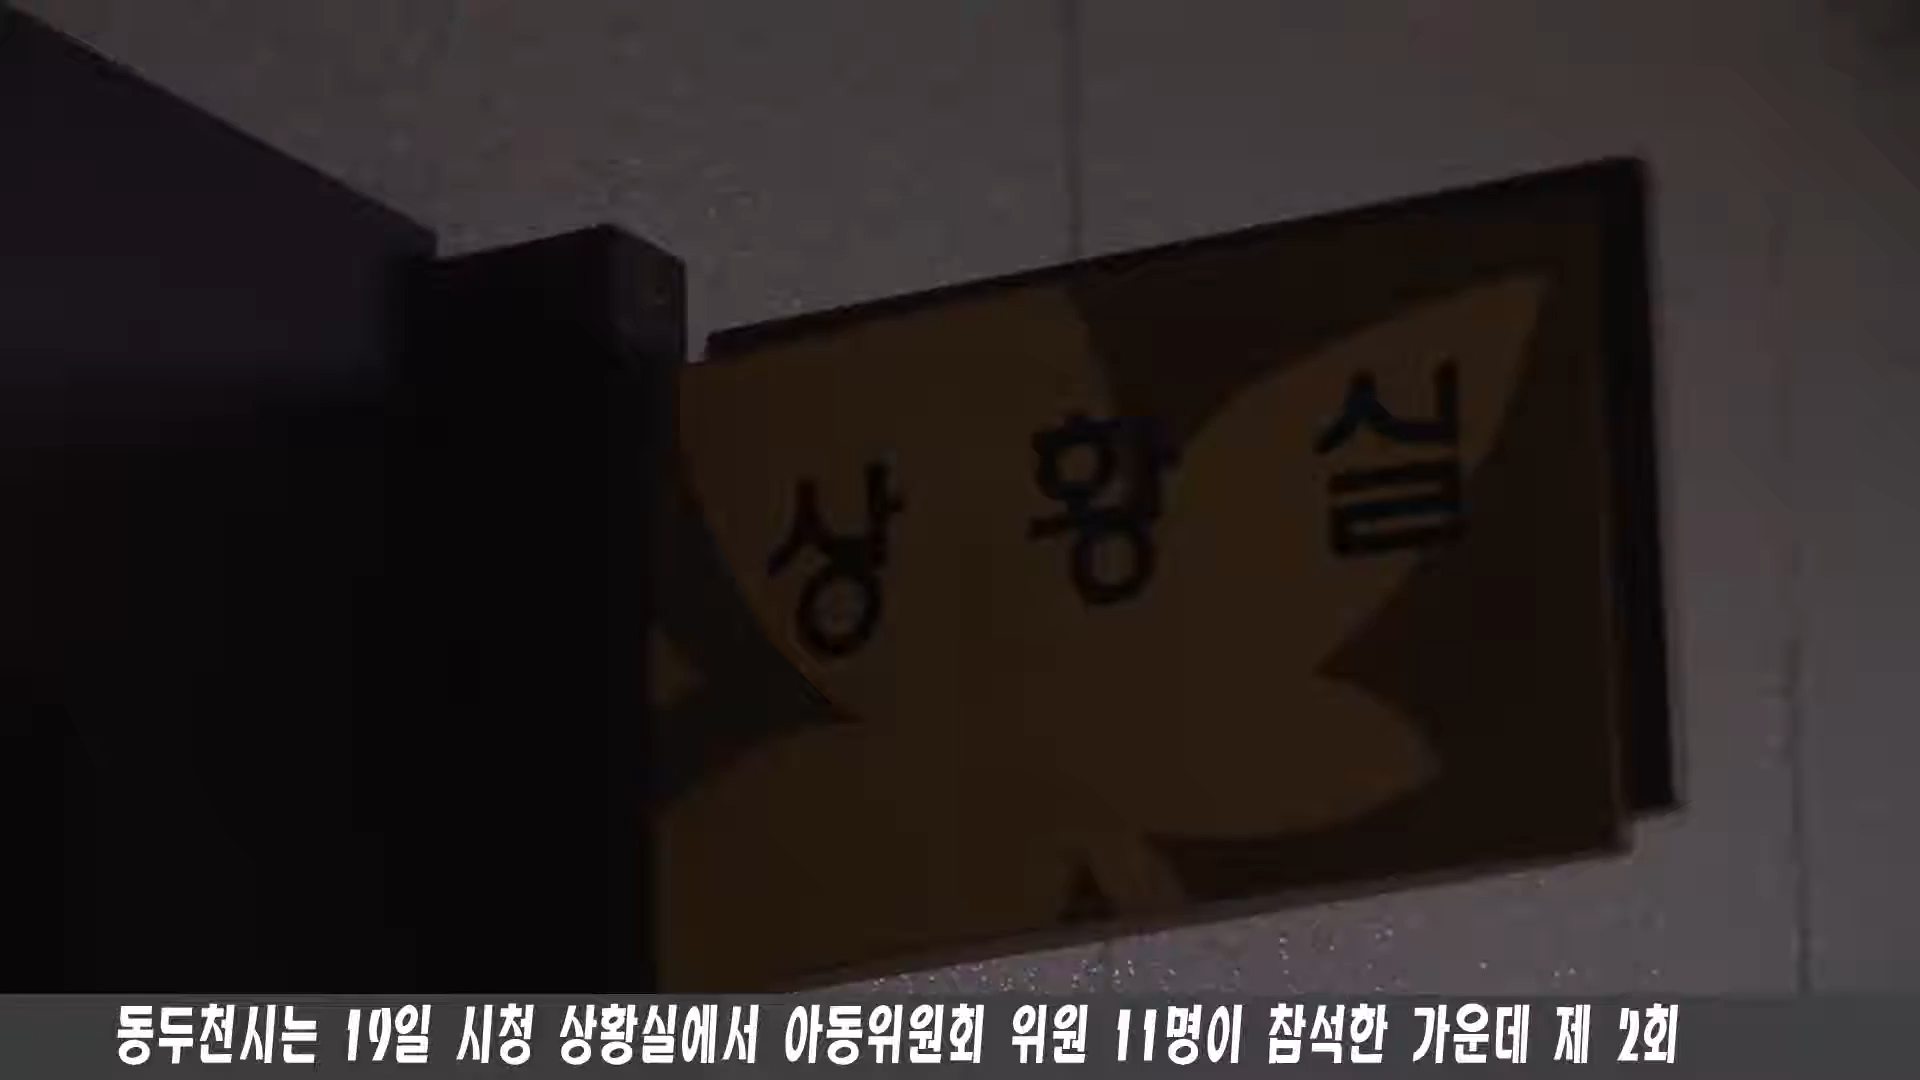 상황실
동두천시는 19일 시청 상황실에서 아동위원회 위원 11명이 참석한 가운데 제 2회